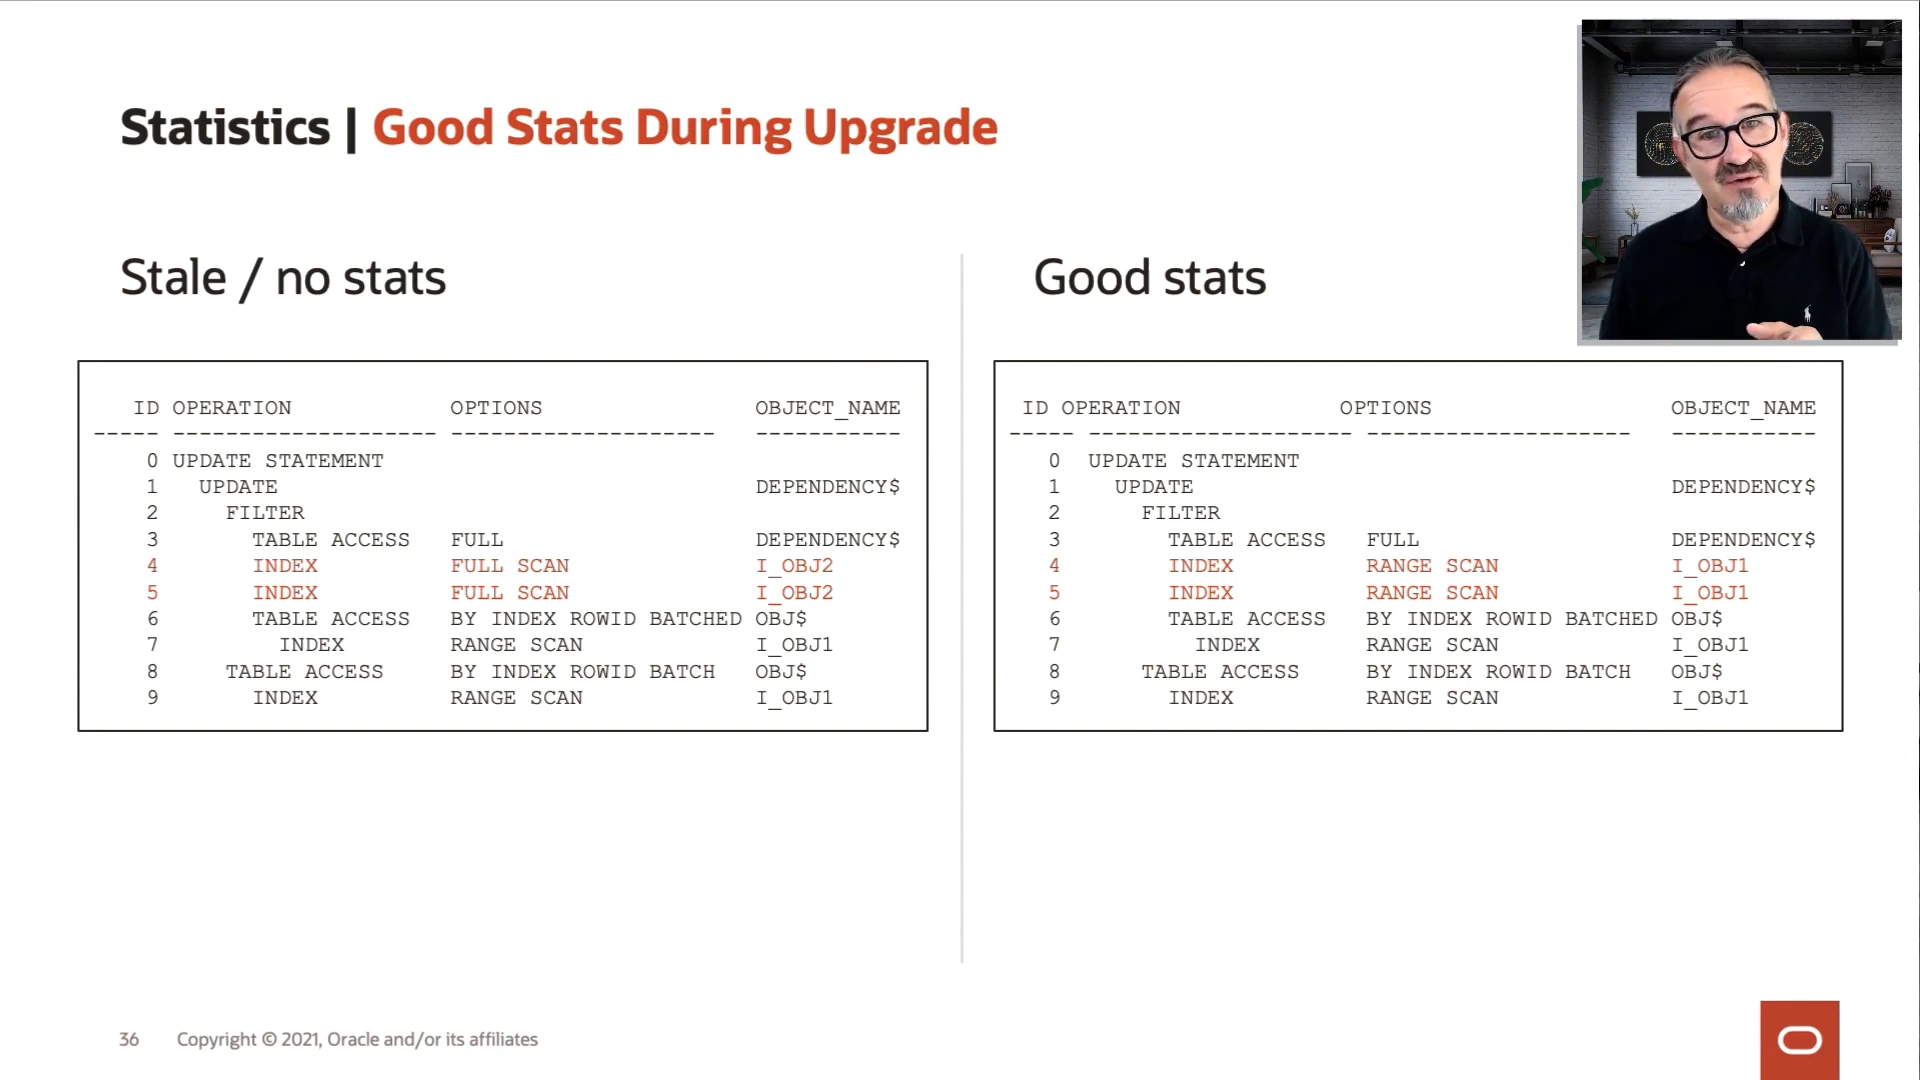 Statistics | Good Stats During Upgrade
Stale / no stats
ID OPERATION OPTIONS OBJECT_NAME
----- -------------------- -------------------- -----------
0 UPDATE STATEMENT
1 UPDATE DEPENDENCY$
2 FILTER
3 TABLE ACCESS FULL DEPENDENCY$
4 INDEX FULL SCAN I_OBJ2
5 INDEX FULL SCAN I_OBJ2
6 TABLE ACCESS BY INDEX ROWID BATCHED OBJ$
7 INDEX RANGE SCAN I_OBJ1
8 TABLE ACCESS BY INDEX ROWID BATCH OBJ$
9 INDEX RANGE SCAN I_OBJ1
Good stats
ID OPERATION OPTIONS OBJECT_NAME
----- -------------------- -------------------- -----------
0 UPDATE STATEMENT
1 UPDATE DEPENDENCY$
2 FILTER
3 TABLE ACCESS FULL DEPENDENCY$
4 INDEX RANGE SCAN I_OBJ1
5 INDEX RANGE SCAN I_OBJ1
6 TABLE ACCESS BY INDEX ROWID BATCHED OBJ$
7 INDEX RANGE SCAN I_OBJ1
8 TABLE ACCESS BY INDEX ROWID BATCH OBJ$
9 INDEX RANGE SCAN I_OBJ1
36 Copyright © 2021, Oracle and/or its affiliates